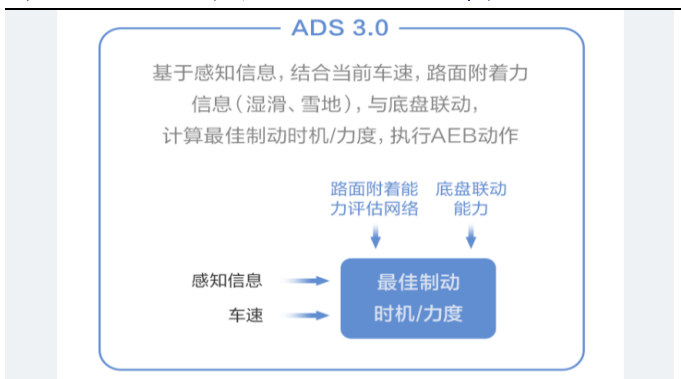 ADS 3.0
基于感知信息，结合当前车速，路面附着力
信息（湿滑、雪地），与底盘联动，
计算最佳制动时机/力度，执行AEB动作
路面附着能
力评估网络
底盘联动
能力
感知信息
最佳制动
车速
时机/力度